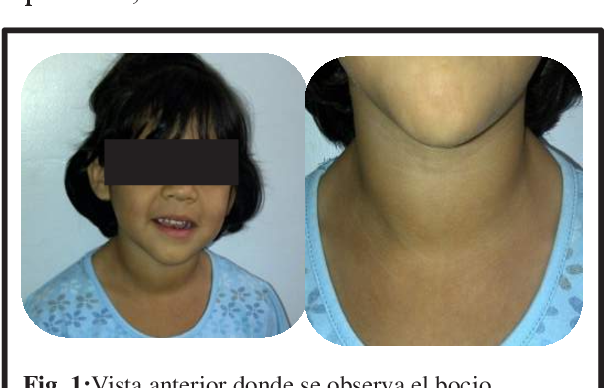 Fig. 1:Vista anterior donde se observa el bocio